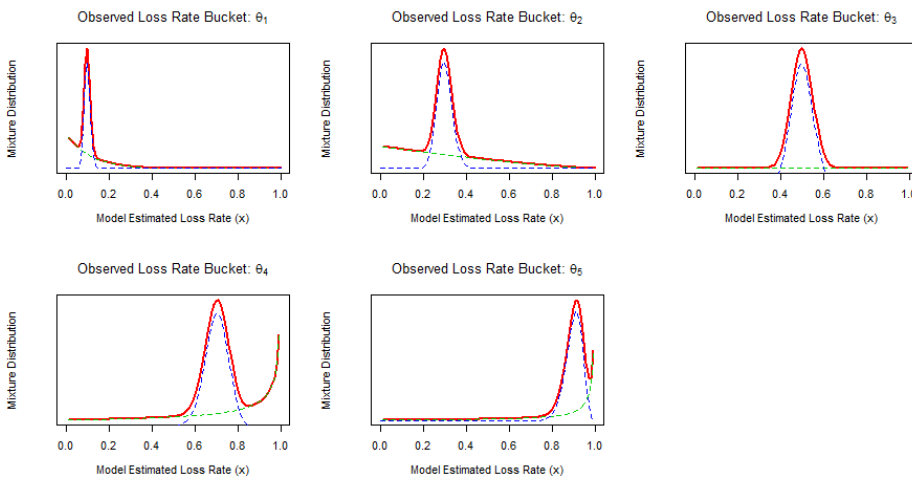 Observed Loss Rate Bucket: θ1
Mixture Distribution
0.0 0.2 0.4 0.6 0.8 1.0
Model Estimated Loss Rate (x)
Observed Loss Rate Bucket: θ2
Mixture Distribution
0.0 0.2 0.4 0.6 0.8 1.0
Model Estimated Loss Rate (x)
Observed Loss Rate Bucket: θ3
Mixture Distribution
0.0 0.2 0.4 0.6 0.8 1.0
Model Estimated Loss Rate (x)
Observed Loss Rate Bucket: θ4
Mixture Distribution
0.0 0.2 0.4 0.6 0.8 1.0
Model Estimated Loss Rate (x)
Observed Loss Rate Bucket: θ5
Mixture Distribution
0.0 0.2 0.4 0.6 0.8 1.0
Model Estimated Loss Rate (x)